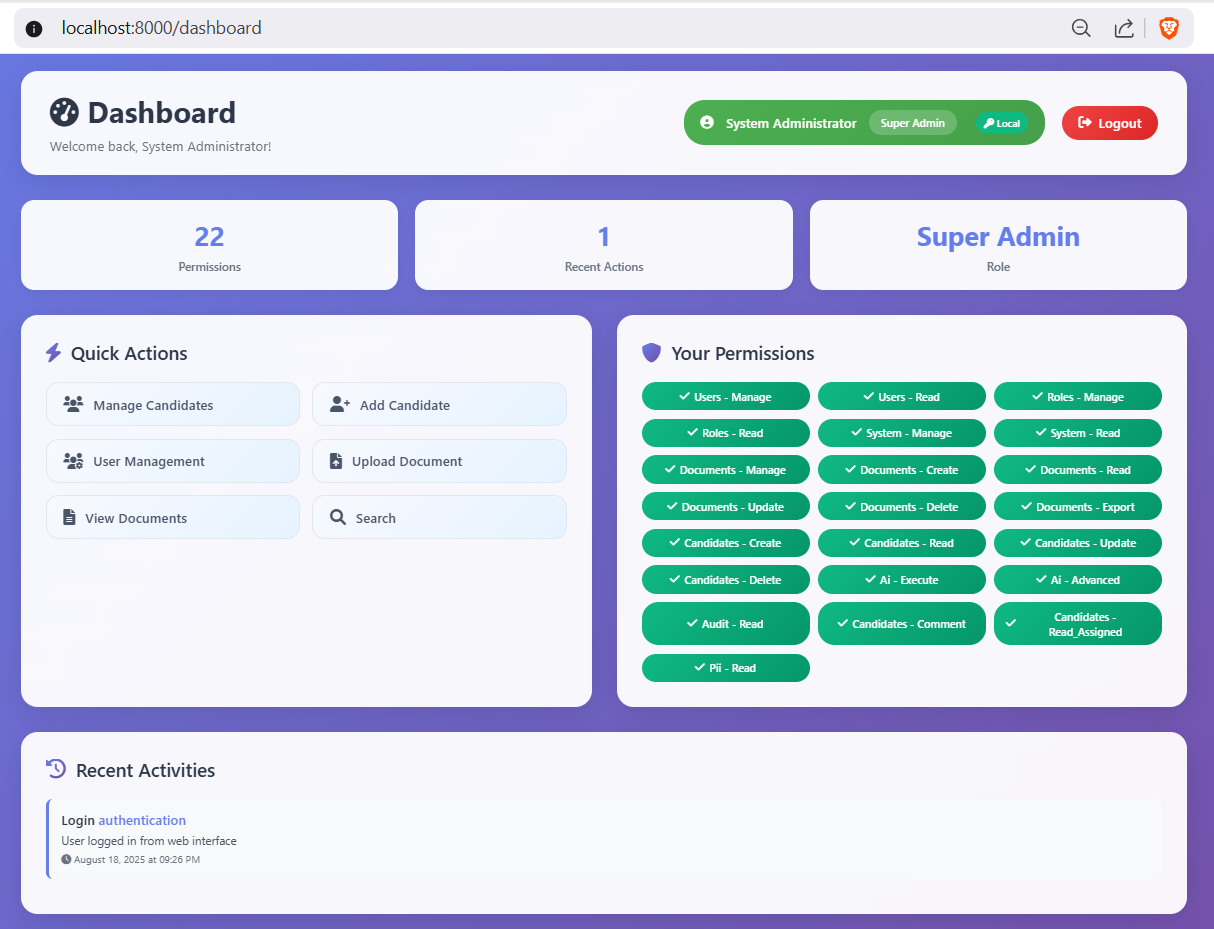 localhost:8000/dashboard
Dashboard
Welcome back, System Administrator!
System Administrator
Super Admin
Local
Logout
22
Permissions
1
Recent Actions
Super Admin
Role
Quick Actions
Manage Candidates
Add Candidate
User Management
Upload Document
View Documents
Search
Your Permissions
Users - Manage
Users - Read
Roles - Manage
Roles - Read
System - Manage
System - Read
Documents - Manage
Documents - Create
Documents - Read
Documents - Update
Documents - Delete
Documents - Export
Candidates - Create
Candidates - Read
Candidates - Update
Candidates - Delete
Ai - Execute
Ai - Advanced
Audit - Read
Candidates - Comment
Candidates -
Read_Assigned
Pii - Read
Recent Activities
Login authentication
User logged in from web interface
August 18, 2025 at 09:26 PM